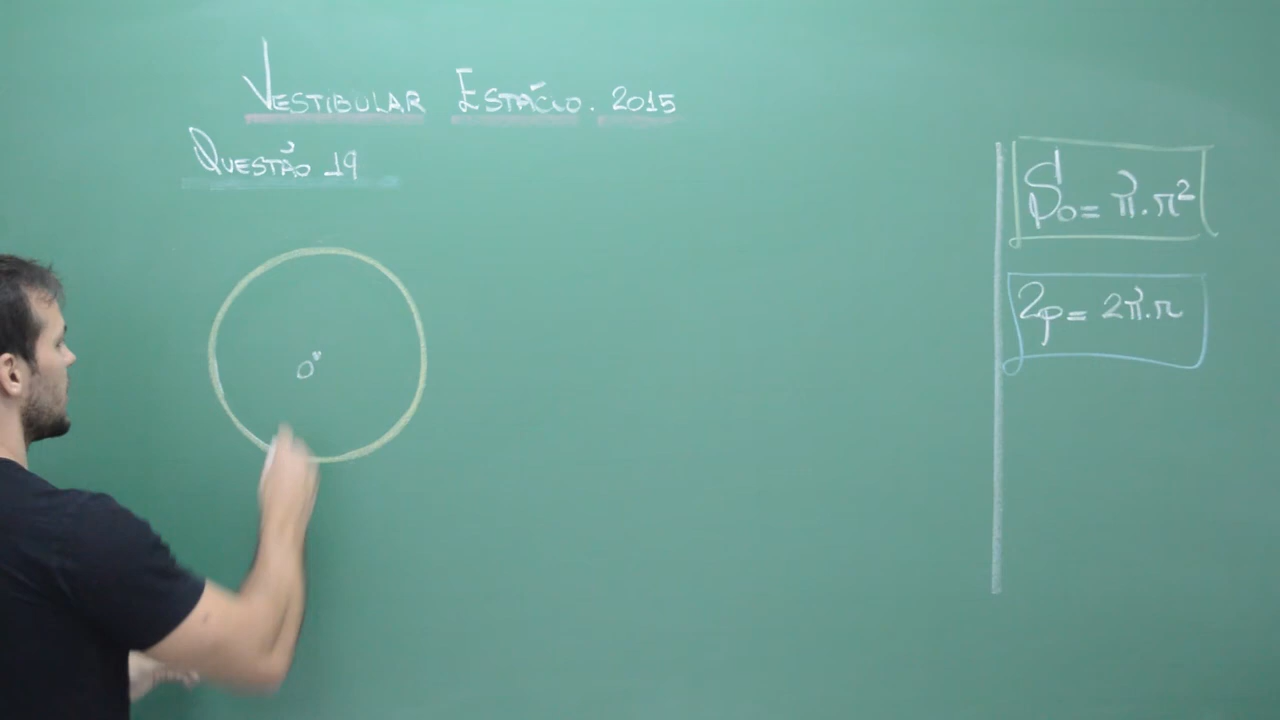 VESTIBULAR ESTÁCIO. 2015
QUESTÃO 19
O
So = π.r²
2p = 2π.r